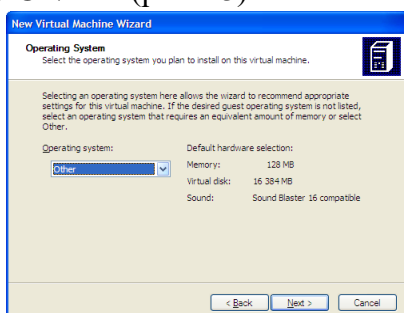 New Virtual Machine Wizard
Operating System
Select the operating system you plan to install on this virtual machine.
Selecting an operating system here allows the wizard to recommend appropriate
settings for this virtual machine. If the desired guest operating system is not listed,
select an operating system that requires an equivalent amount of memory or select
Other.
Operating system:
Other
Default hardware selection:
Memory: 128 MB
Virtual disk: 16 384 MB
Sound: Sound Blaster 16 compatible
< Back Next > Cancel